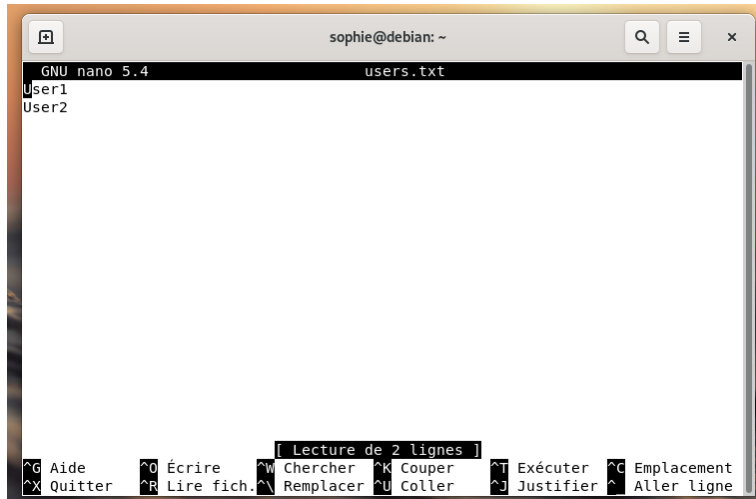 sophie@debian: ~
GNU nano 5.4 users.txt
User1
User2
[ Lecture de 2 lignes ]
^G Aide ^O Écrire ^W Chercher ^K Couper ^T Exécuter ^C Emplacement
^X Quitter ^R Lire fich. ^\ Remplacer ^U Coller ^J Justifier ^_ Aller ligne